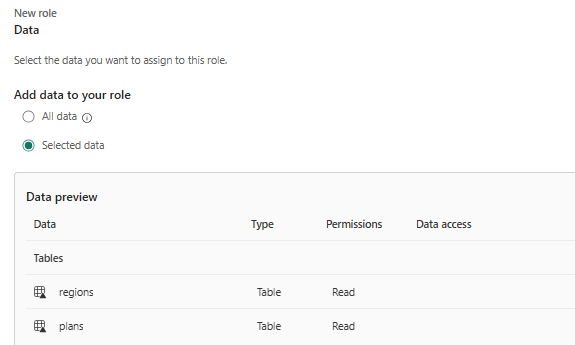 New role
Data
Select the data you want to assign to this role.
Add data to your role
All data
Selected data
Data preview
Data Type Permissions Data access
Tables
regions Table Read
plans Table Read